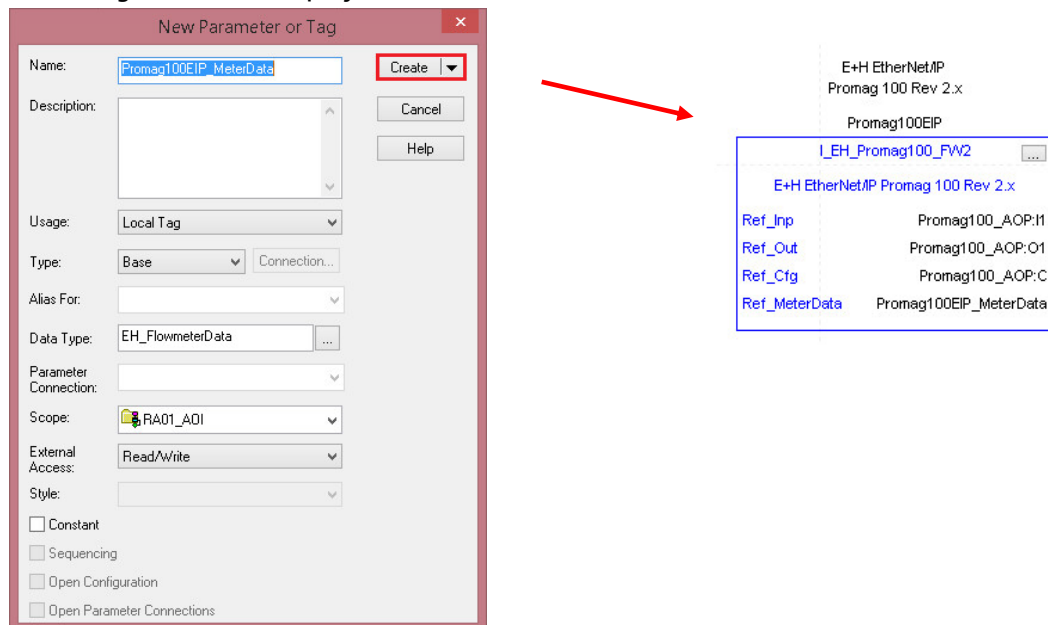 New Parameter or Tag
Name:
Promag100EIP_MeterData
Create
Description:
Cancel
Help
Usage:
Local Tag
Type:
Base
Connection...
Alias For:
Data Type:
EH_FlowmeterData
...
Parameter
Connection:
Scope:
RA01_AOI
External
Access:
Read/Write
Style:
Constant
Sequencing
Open Configuration
Open Parameter Connections
E+H EtherNet/IP
Promag 100 Rev 2.x
Promag100EIP
I_EH_Promag100_FW2
...
E+H EtherNet/IP Promag 100 Rev 2.x
Ref_Inp Promag100_AOP:I1
Ref_Out Promag100_AOP:O1
Ref_Cfg Promag100_AOP:C
Ref_MeterData Promag100EIP_MeterData